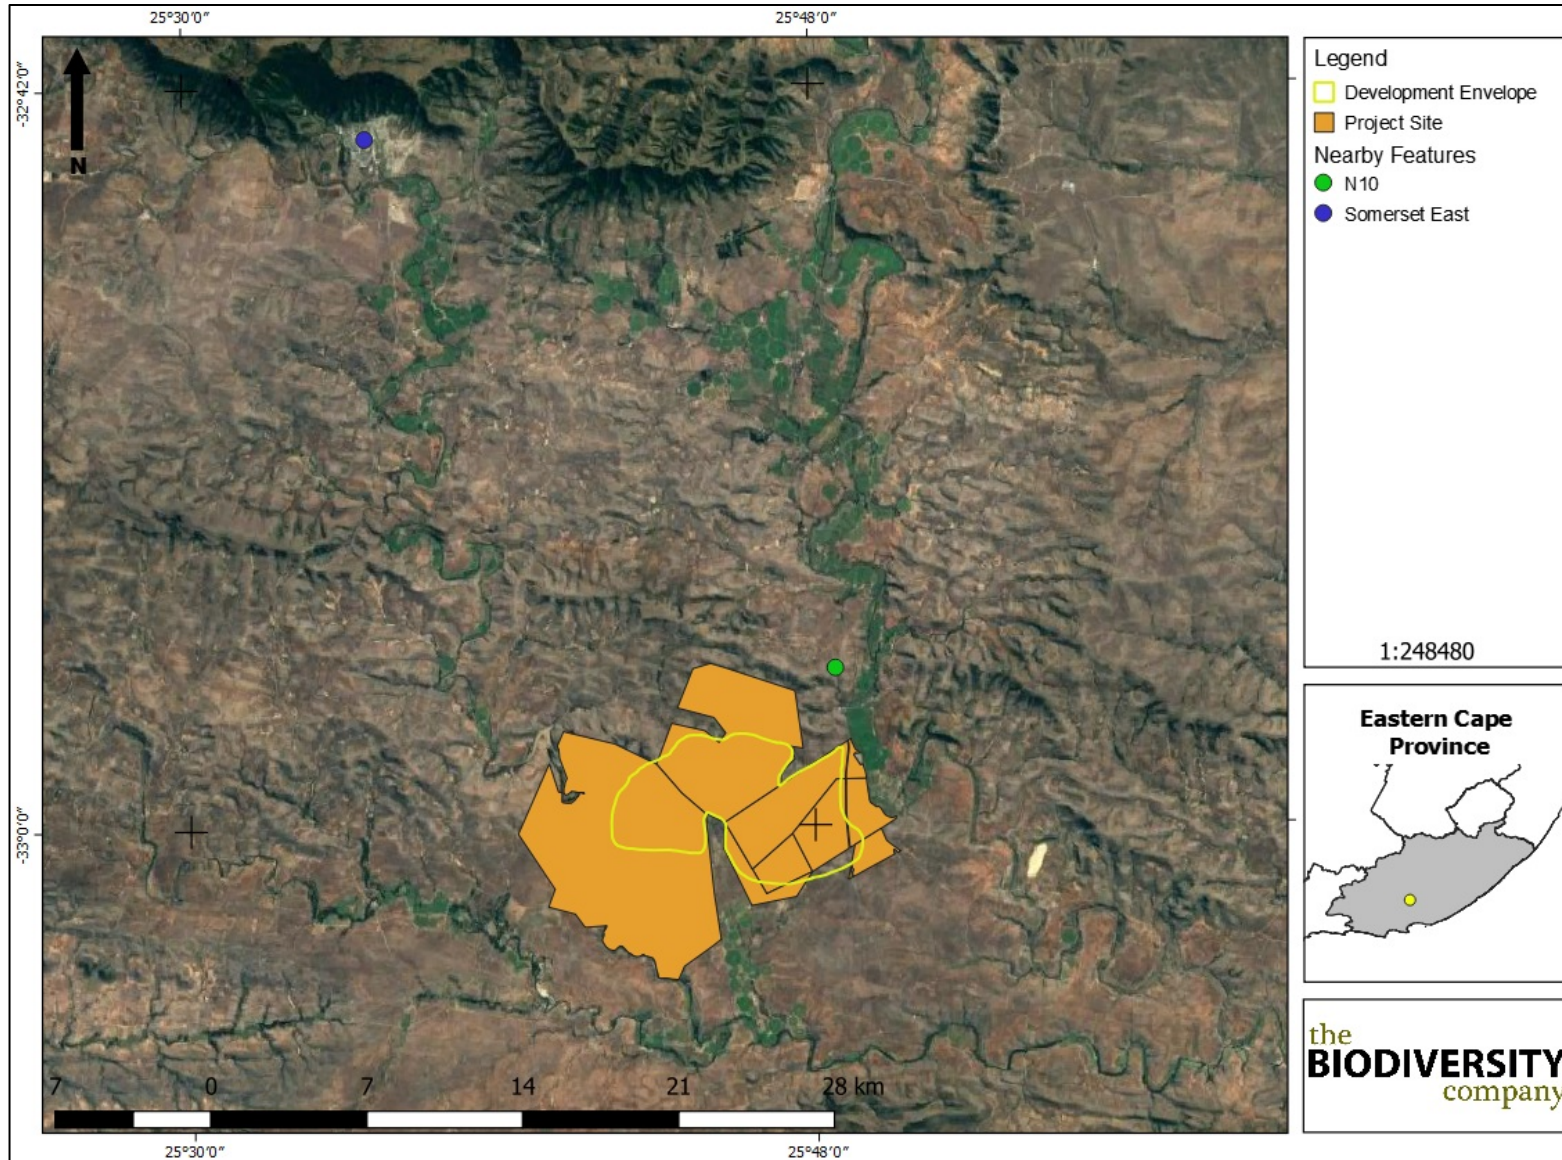 25°30′0″
25°48′0″
-32°42′0″
N
-33°0′0″
7
0
7
14
21
28 km
25°30′0″
25°48′0″
Legend
Development Envelope
Project Site
Nearby Features
N10
Somerset East
1:248480
Eastern Cape
Province
the
BIODIVERSITY
company